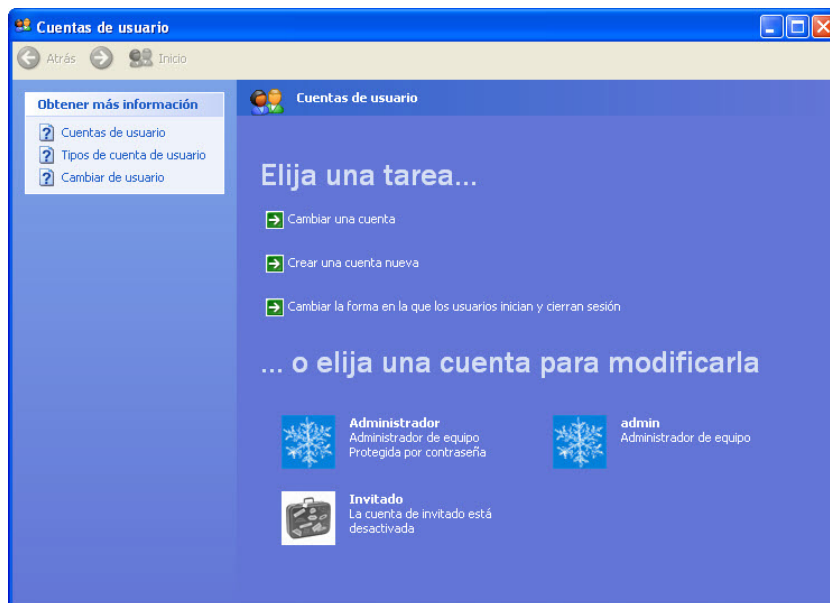 Cuentas de usuario
Atrás
Inicio
Obtener más información
Cuentas de usuario
Tipos de cuenta de usuario
Cambiar de usuario
Cuentas de usuario
Elija una tarea...
Cambiar una cuenta
Crear una cuenta nueva
Cambiar la forma en la que los usuarios inician y cierran sesión
... o elija una cuenta para modificarla
Administrador
Administrador de equipo
Protegida por contraseña
admin
Administrador de equipo
Invitado
La cuenta de invitado está
desactivada